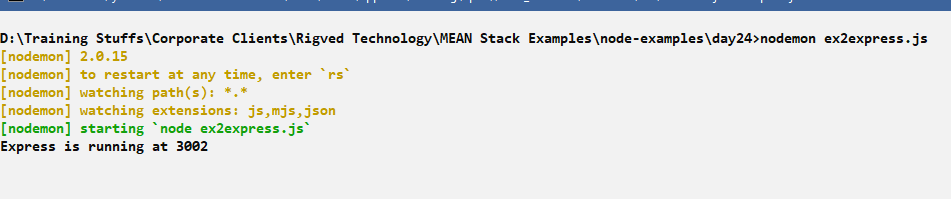 D:\Training Stuffs\Corporate Clients\Rigved Technology\MEAN Stack Examples\node-examples\day24>nodemon ex2express.js
[nodemon] 2.0.15
[nodemon] to restart at any time, enter `rs`
[nodemon] watching path(s): *.*
[nodemon] watching extensions: js,mjs,json
[nodemon] starting `node ex2express.js`
Express is running at 3002